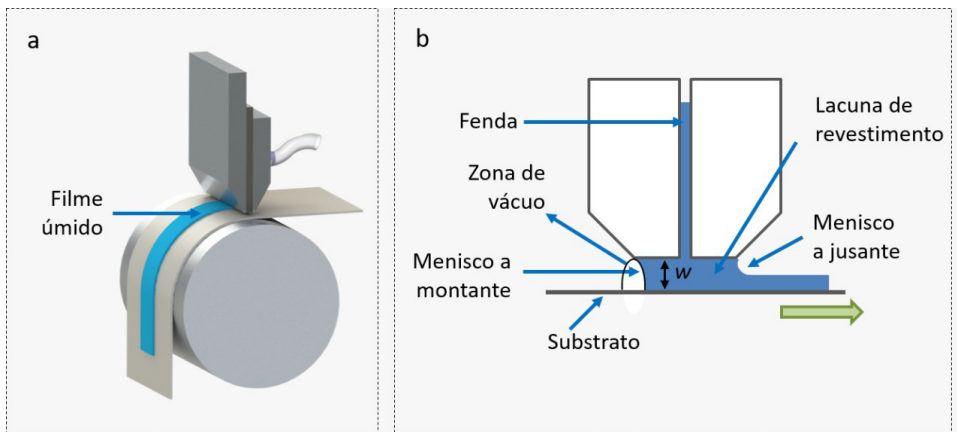 a
Filme
úmido
b
Fenda
Lacuna de
revestimento
Zona de
vácuo
Menisco
a jusante
Menisco a
montante
w
Substrato